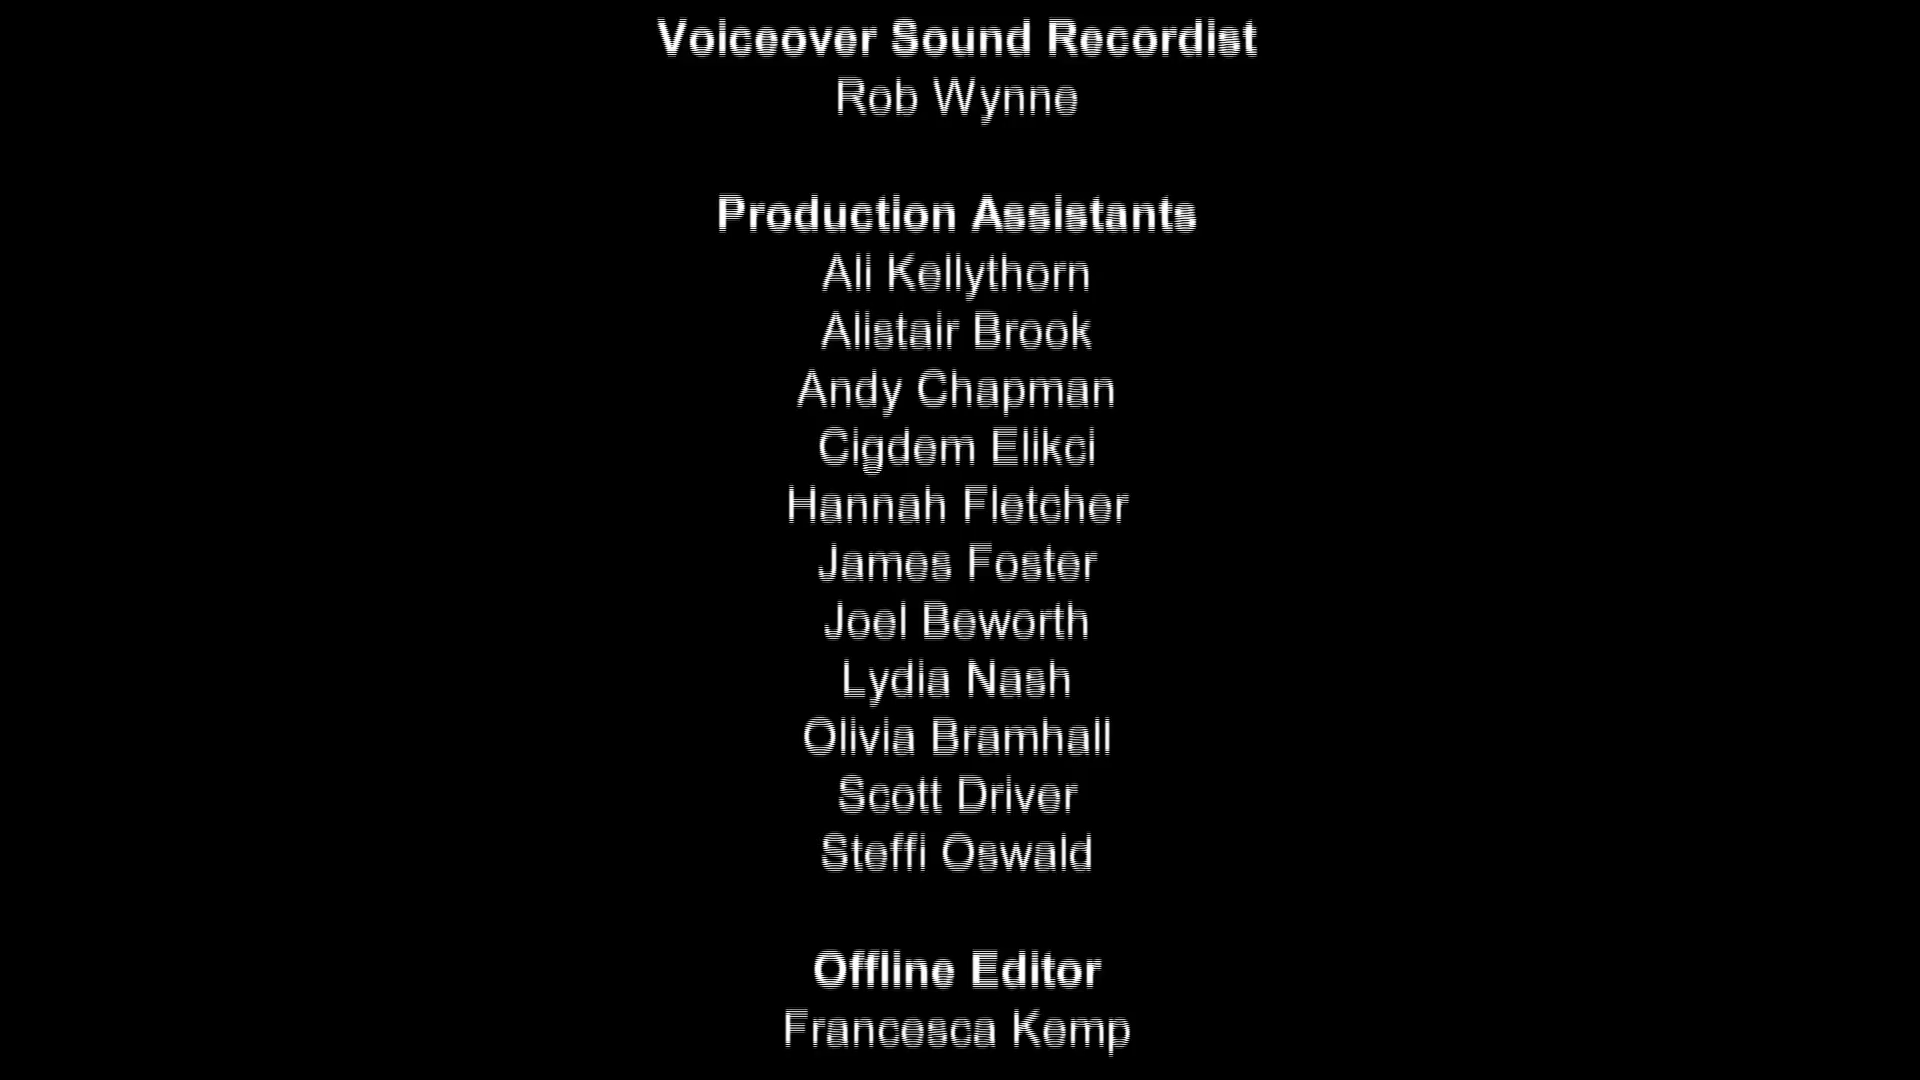 Voiceover Sound Recordist
Rob Wynne
Production Assistants
Ali Kellythorn
Alistair Brook
Andy Chapman
Cigdem Elikci
Hannah Fletcher
James Foster
Joel Beworth
Lydia Nash
Olivia Bramhall
Scott Driver
Steffi Oswald
Offline Editor
Francesca Kemp